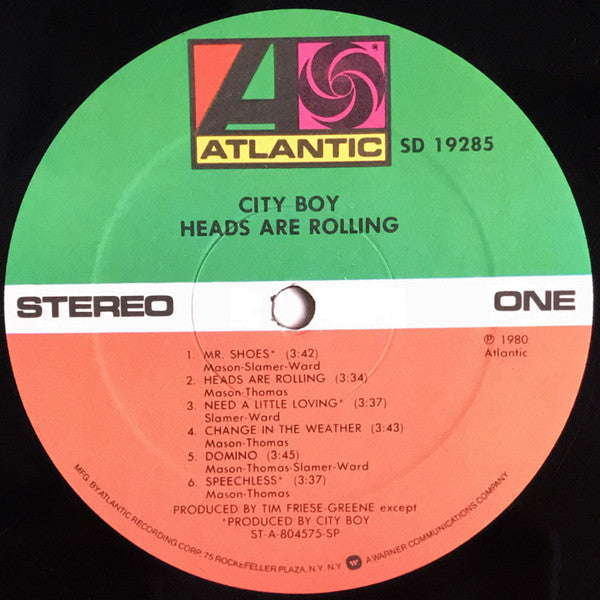 ATLANTIC
SD 19285
CITY BOY
HEADS ARE ROLLING
STEREO
ONE
℗ 1980
Atlantic
1. MR. SHOES* (3:42)
Mason-Slamer-Ward
2. HEADS ARE ROLLING (3:34)
Mason-Thomas
3. NEED A LITTLE LOVING* (3:37)
Slamer-Ward
4. CHANGE IN THE WEATHER (3:43)
Mason-Thomas
5. DOMINO (3:45)
Mason-Thomas-Slamer-Ward
6. SPEECHLESS* (3:37)
Mason-Thomas
PRODUCED BY TIM FRIESE-GREENE except
*PRODUCED BY CITY BOY
ST-A-804575-SP
MFG. BY ATLANTIC RECORDING CORP. 75 ROCKEFELLER PLAZA, N.Y. N.Y. W A WARNER COMMUNICATIONS COMPANY